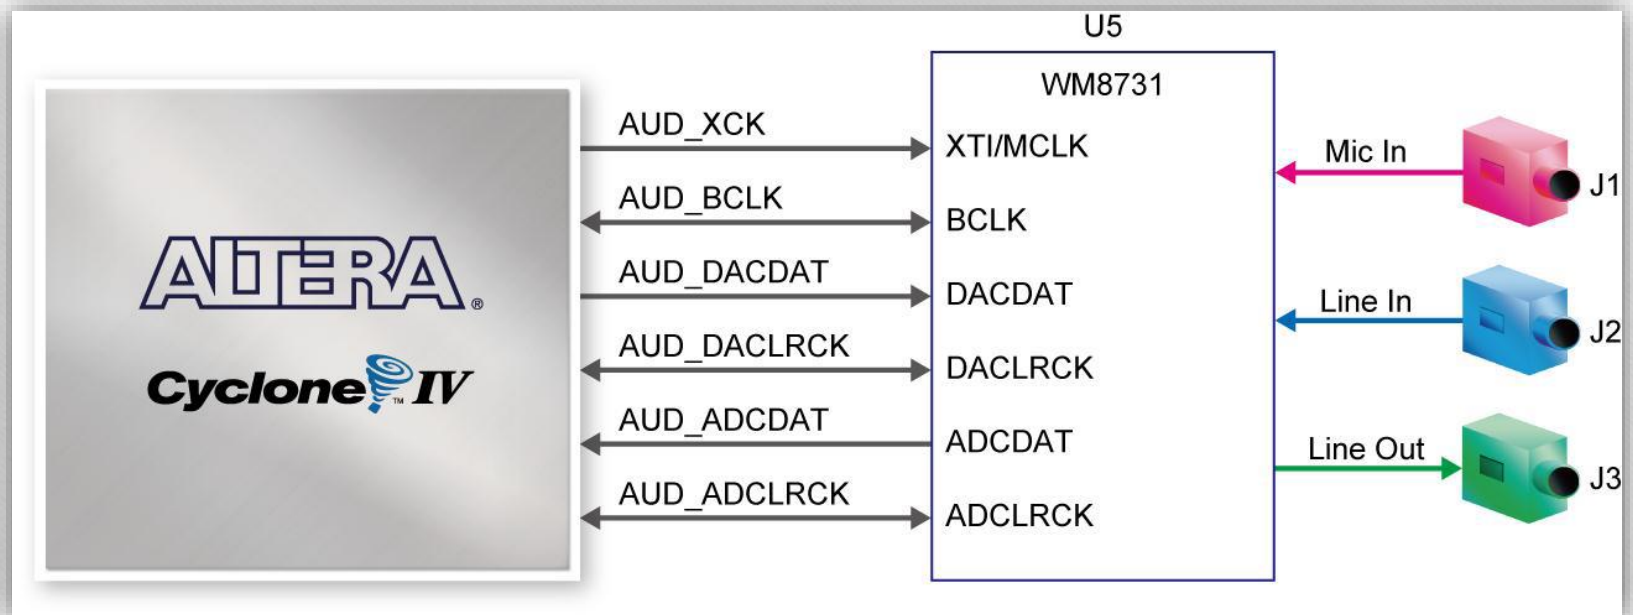 U5
WM8731
ALTERA®
Cyclone™ IV
AUD_XCK
AUD_BCLK
AUD_DACDAT
AUD_DACLRCK
AUD_ADCDAT
AUD_ADCLRCK
XTI/MCLK
BCLK
DACDAT
DACLRCK
ADCDAT
ADCLRCK
Mic In
J1
Line In
J2
Line Out
J3